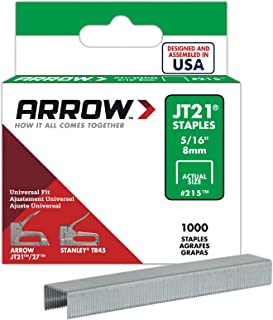 DESIGNED AND
ASSEMBLED IN
USA
ARROW
HOW IT ALL COMES TOGETHER
JT21®
STAPLES
5/16"
8mm
ACTUAL
SIZE
#215™
Universal Fit
Ajustement Universel
Ajuste Universal
ARROW
JT21™/27™
STANLEY® TR45
1000
STAPLES
AGRAFES
GRAPAS